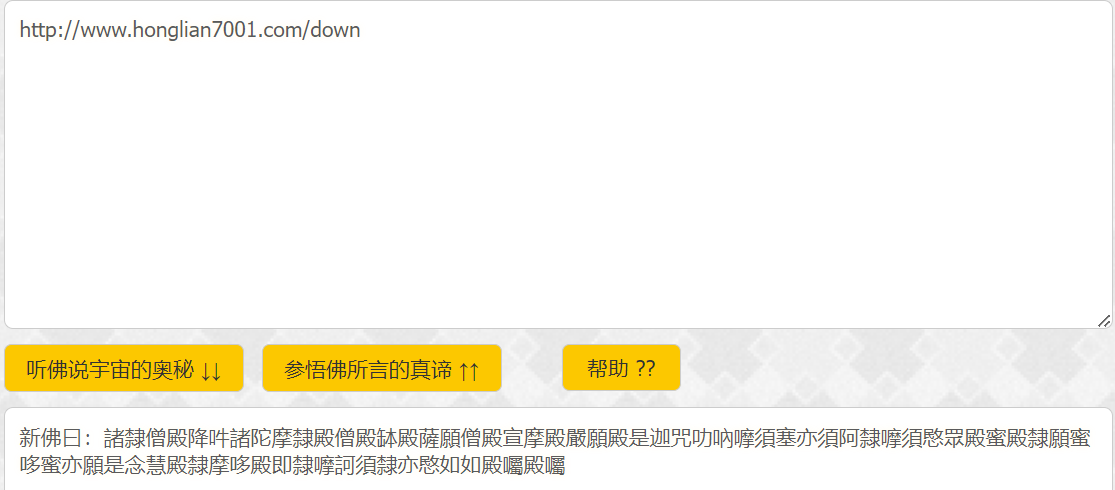 http://www.honglian7001.com/down
听佛说宇宙的奥秘 ↓↓ 参悟佛所言的真谛 ↑↑ 帮助 ??
新佛曰：諸隸僧殿降吽諸陀摩隸殿僧殿缽殿薩願僧殿宣摩殿嚴願殿是迦咒叻吶嚤須塞亦須阿隸嚤須愍眾殿蜜殿隸願蜜
哆蜜亦願是念慧殿隸摩哆殿即隸嚤訶須隸亦愍如如殿囑殿囑